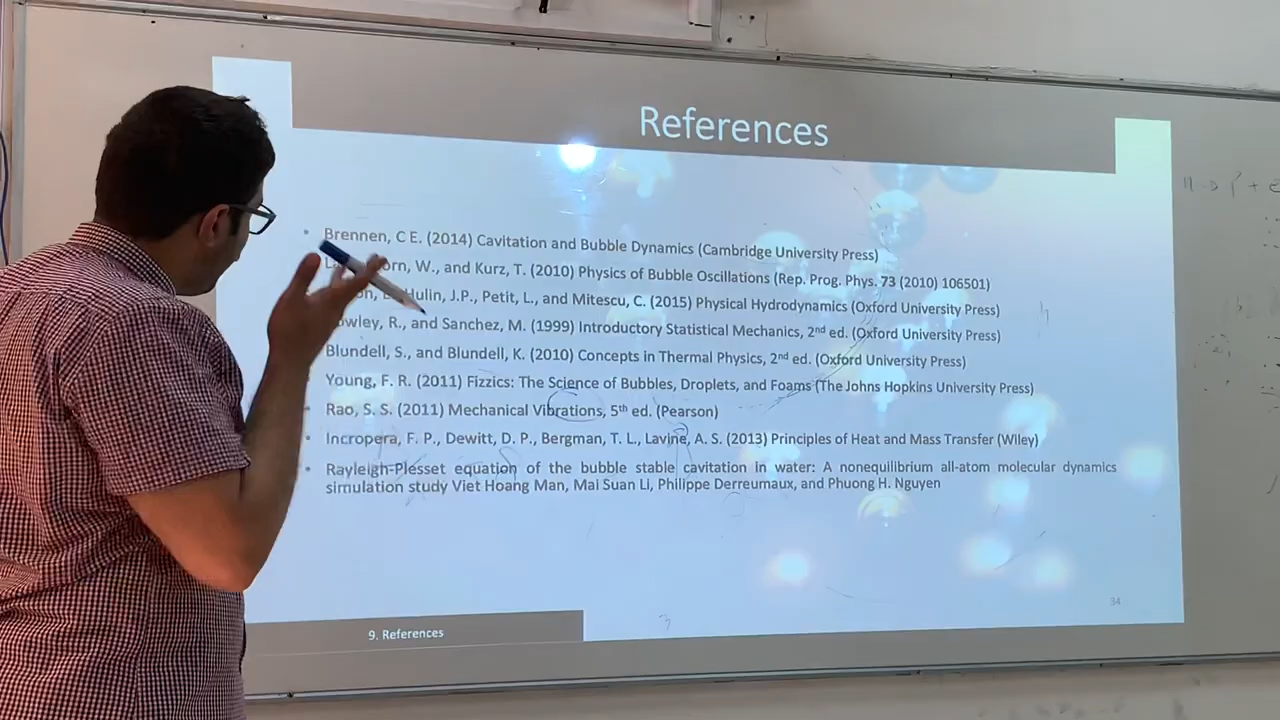 References
Brennen, C E. (2014) Cavitation and Bubble Dynamics (Cambridge University Press)
W., and Kurz, T. (2010) Physics of Bubble Oscillations (Rep. Prog. Phys. 73 (2010) 106501)
Hulin, J.P., Petit, L., and Mitescu, C. (2015) Physical Hydrodynamics (Oxford University Press)
R., and Sanchez, M. (1999) Introductory Statistical Mechanics, 2nd ed. (Oxford University Press)
Blundell, S., and Blundell, K. (2010) Concepts in Thermal Physics, 2nd ed. (Oxford University Press)
Young, F. R. (2011) Fizzics: The Science of Bubbles, Droplets, and Foams (The Johns Hopkins University Press)
• Rao, S. S. (2011) Mechanical Vibrations, 5th ed. (Pearson)
• Incropera, F. P., Dewitt, D. P., Bergman, T. L., Lavine, A. S. (2013) Principles of Heat and Mass Transfer (Wiley)
• Rayleigh-Plesset equation of the bubble stable cavitation in water: A nonequilibrium all-atom molecular dynamics
simulation study Viet Hoang Man, Mai Suan Li, Philippe Derreumaux, and Phuong H. Nguyen
34
9. References